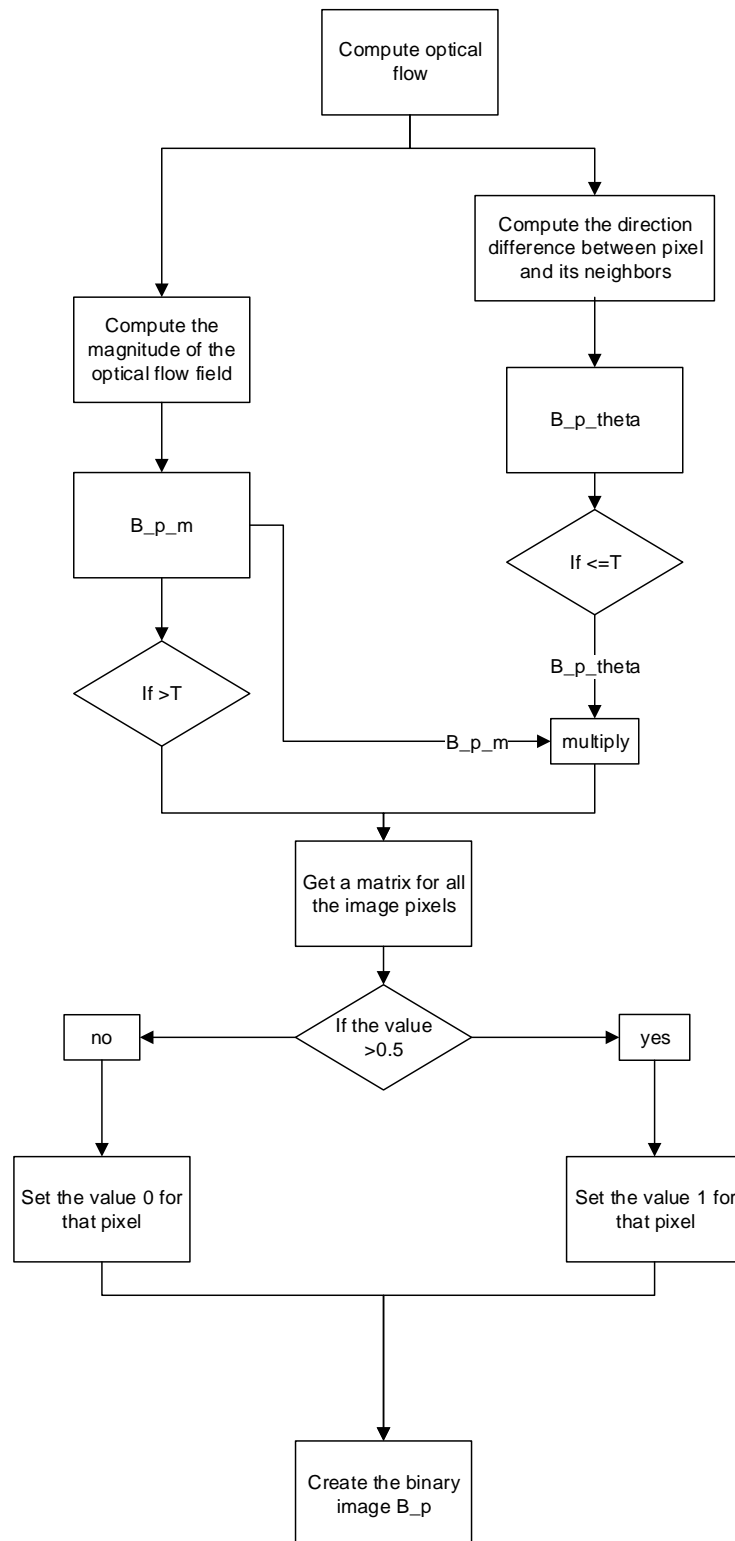 Compute optical
flow
Compute the direction
difference between pixel
and its neighbors
Compute the
magnitude of the
optical flow field
B_p_theta
B_p_m
If <=T
B_p_theta
If >T
B_p_m
multiply
Get a matrix for all
the image pixels
If the value
>0.5
no
yes
Set the value 0 for
that pixel
Set the value 1 for
that pixel
Create the binary
image B_p